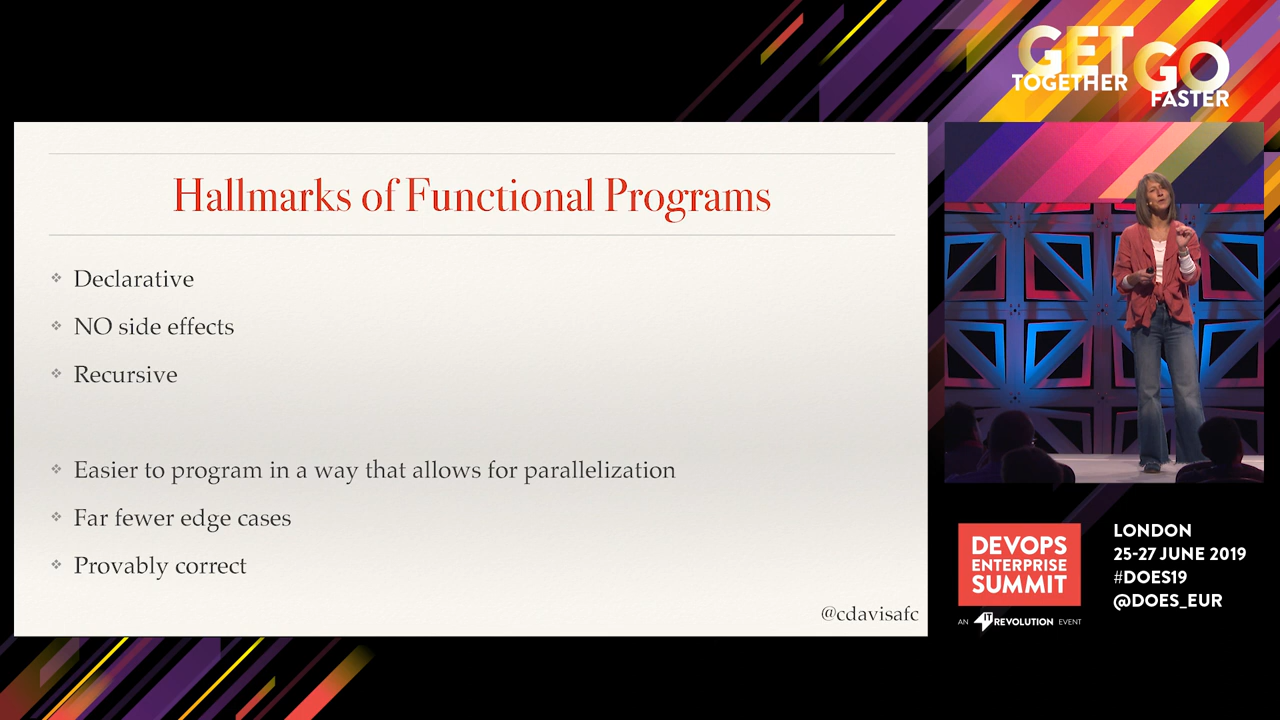 GET
TOGETHER
GO
FASTER
Hallmarks of Functional Programs
Declarative
NO side effects
Recursive
Easier to program in a way that allows for parallelization
Far fewer edge cases
Provably correct
@cdavisafc
DEVOPS
ENTERPRISE
SUMMIT
AN IT REVOLUTION EVENT
LONDON
25-27 JUNE 2019
#DOES19
@DOES_EUR